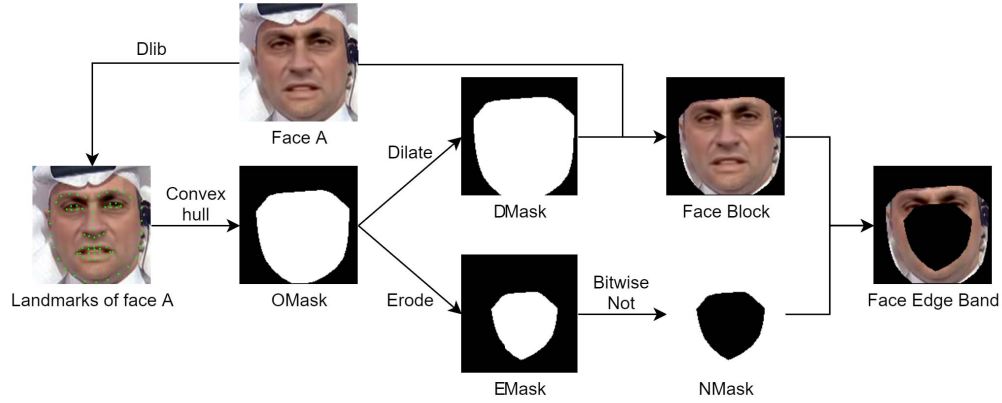 Dlib
Face A
Dilate
DMask
Face Block
Convex
hull
Landmarks of face A
OMask
Erode
Bitwise
Not
Face Edge Band
EMask
NMask